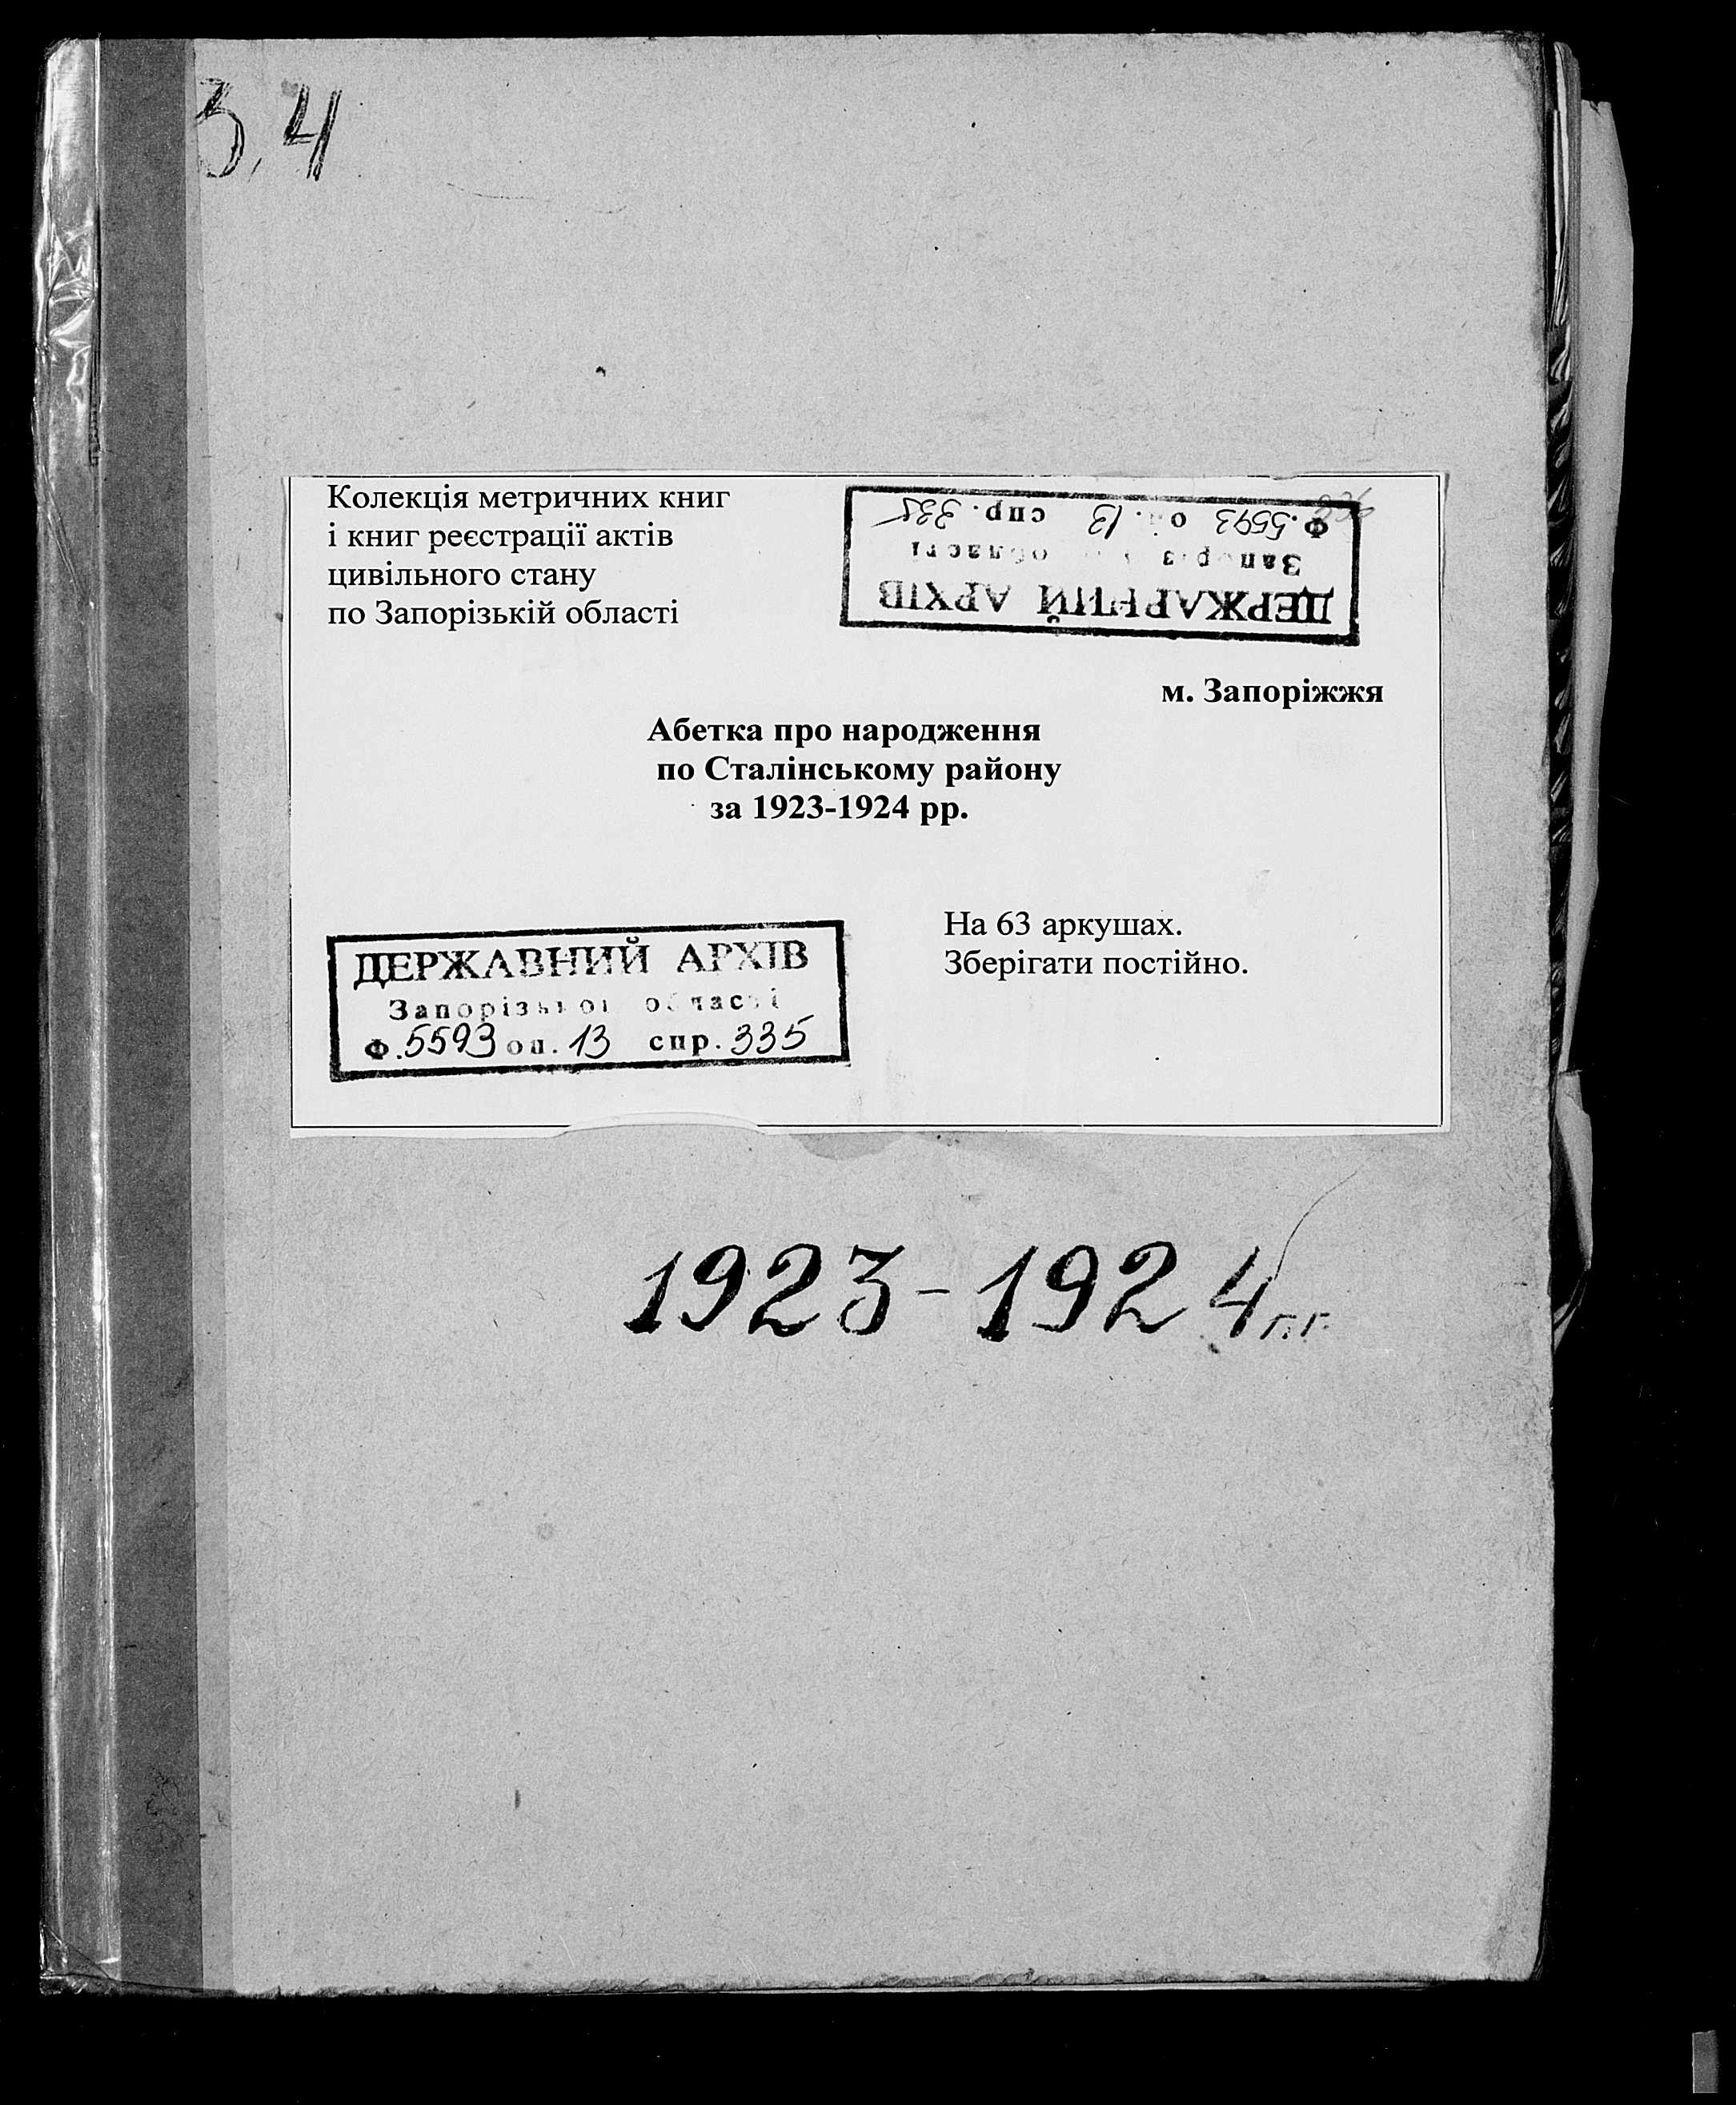 3,4
Колекція метричних книг
і книг реєстрації актів
цивільного стану
по Запорізькій області
ДЕРЖАВНИЙ АРХІВ
Запорізької області
Ф. 5593 оп. 13 спр. 335
м. Запоріжжя
Абетка про народження
по Сталінському району
за 1923-1924 рр.
На 63 аркушах.
Зберігати постійно.
ДЕРЖАВНИЙ АРХІВ
Запорізької області
Ф. 5593 оп. 13 спр. 335
1923-1924 г.г.